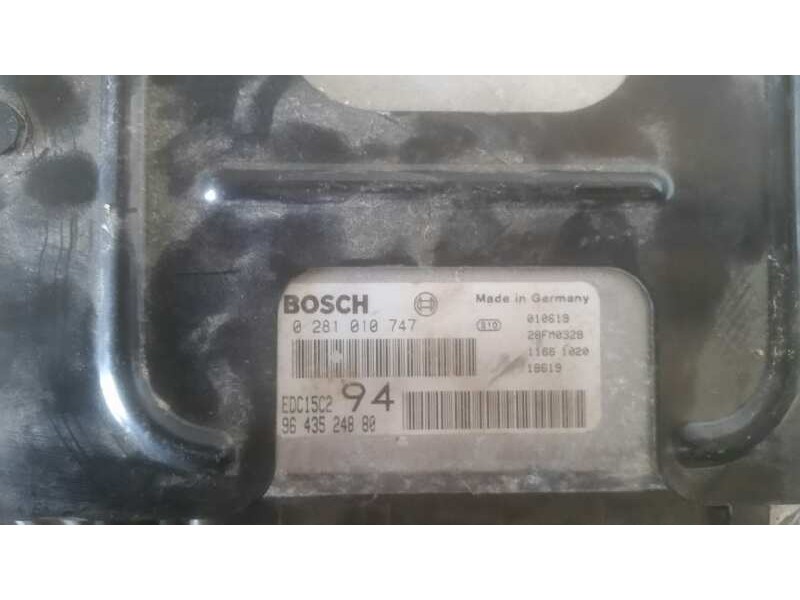 BOSCH
Made in Germany
0 281 010 747
S10
010619
28FM0328
1166 1020
18619
EDC15C2 94
96 435 248 80